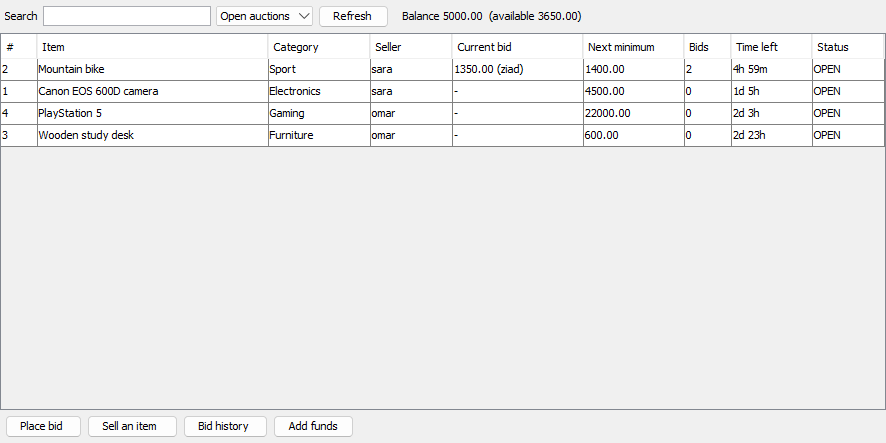 Search Open auctions Refresh Balance 5000.00 (available 3650.00)
# Item Category Seller Current bid Next minimum Bids Time left Status
2 Mountain bike Sport sara 1350.00 (ziad) 1400.00 2 4h 59m OPEN
1 Canon EOS 600D camera Electronics sara - 4500.00 0 1d 5h OPEN
4 PlayStation 5 Gaming omar - 22000.00 0 2d 3h OPEN
3 Wooden study desk Furniture omar - 600.00 0 2d 23h OPEN
Place bid Sell an item Bid history Add funds